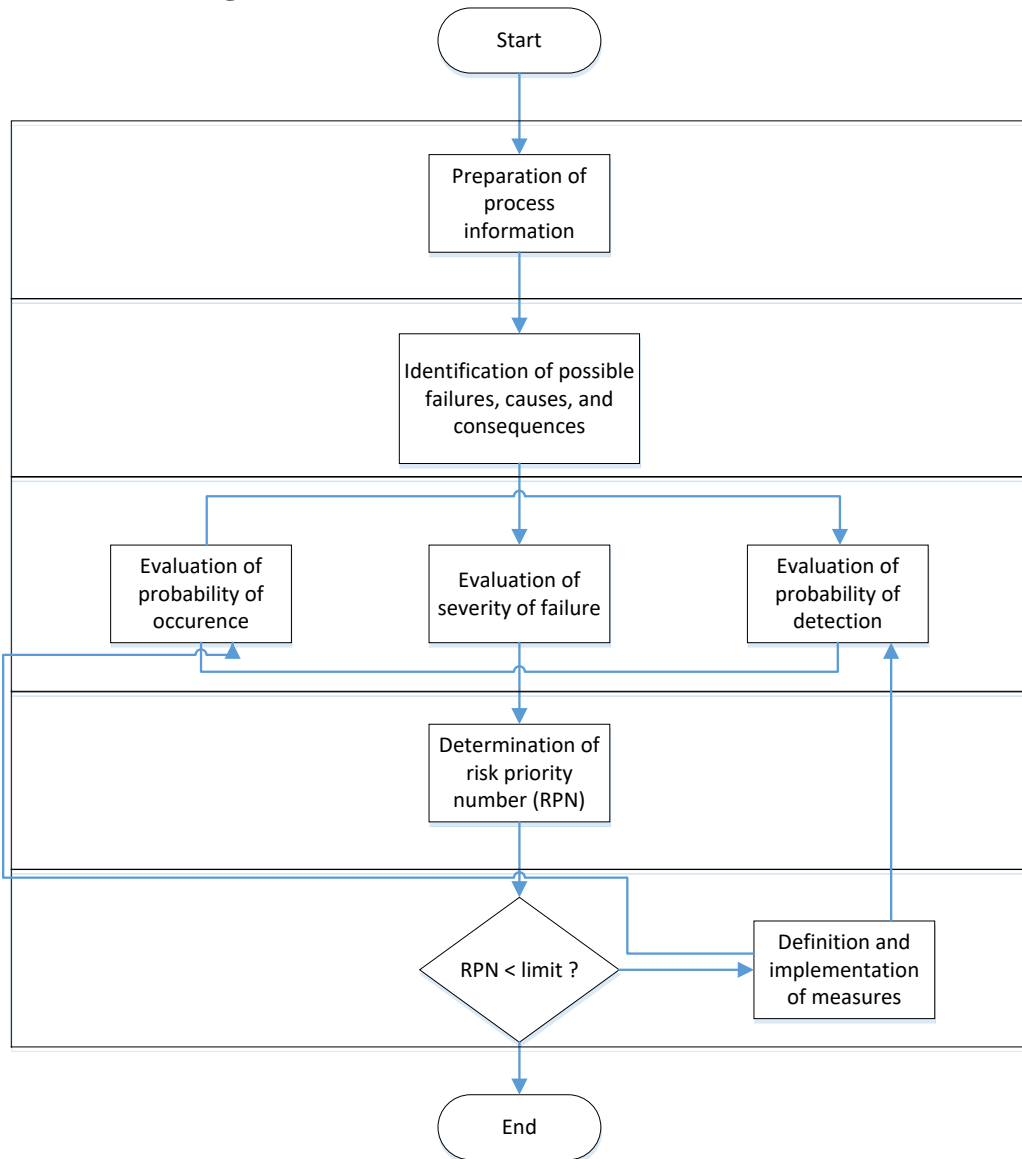 Start
Preparation of
process
information
Identification of possible
failures, causes, and
consequences
Evaluation of
probability of
occurence
Evaluation of
severity of failure
Evaluation of
probability of
detection
Determination of
risk priority
number (RPN)
RPN < limit ?
Definition and
implementation
of measures
End